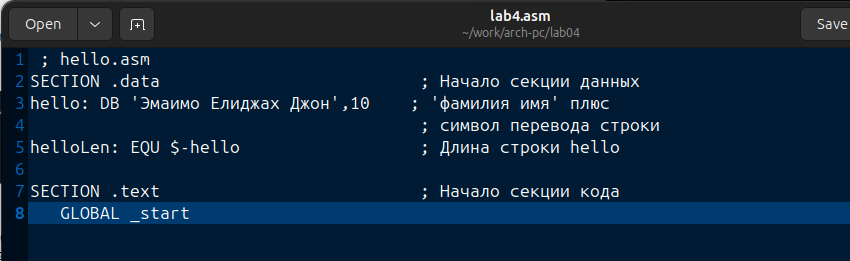 Open
lab4.asm
~/work/arch-pc/lab04
Save
1 ; hello.asm
2 SECTION .data ; Начало секции данных
3 hello: DB 'Эмаимо Елиджах Джон',10 ; 'фамилия имя' плюс
4 ; символ перевода строки
5 helloLen: EQU $-hello ; Длина строки hello
6
7 SECTION .text ; Начало секции кода
8 GLOBAL _start